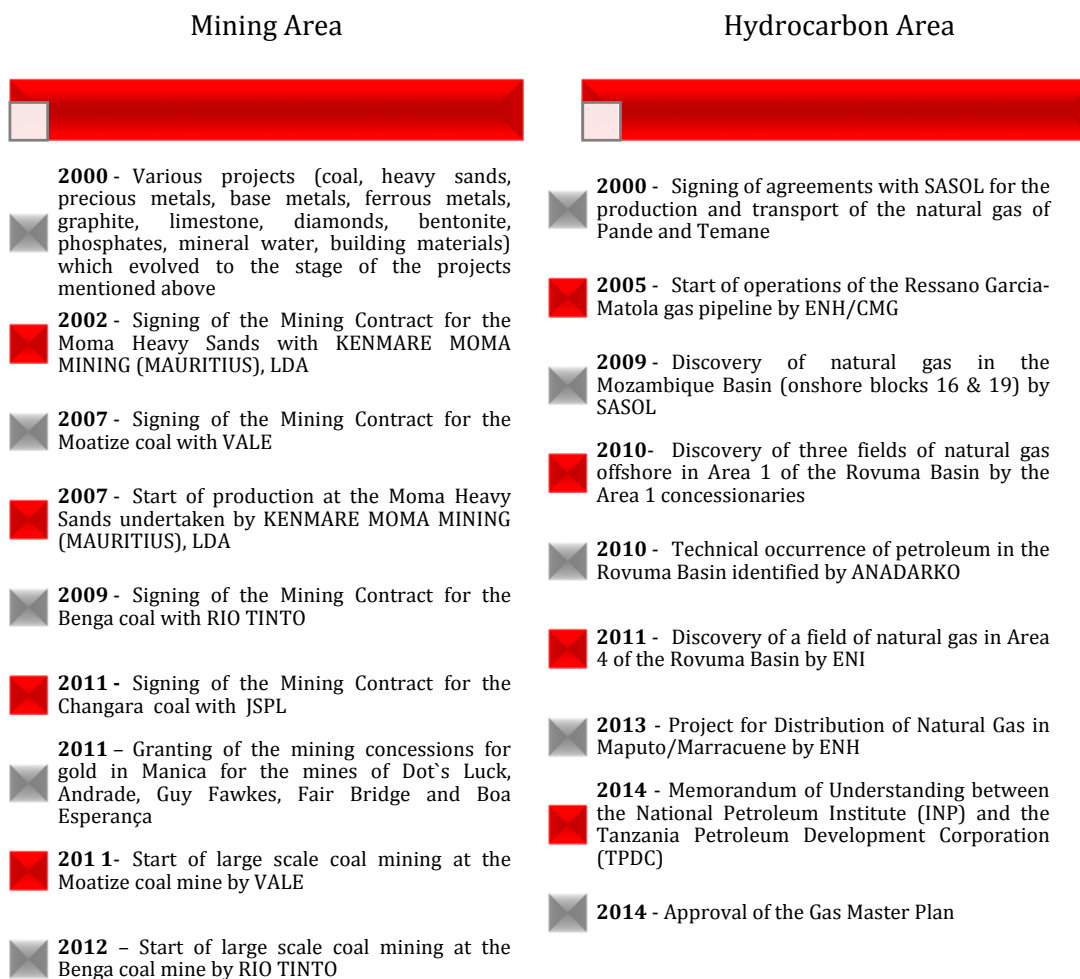 Mining Area
2000 - Various projects (coal, heavy sands,
precious metals, base metals, ferrous metals,
graphite, limestone, diamonds, bentonite,
phosphates, mineral water, building materials)
which evolved to the stage of the projects
mentioned above
2002 - Signing of the Mining Contract for the
Moma Heavy Sands with KENMARE MOMA
MINING (MAURITIUS), LDA
2007 - Signing of the Mining Contract for the
Moatize coal with VALE
2007 - Start of production at the Moma Heavy
Sands undertaken by KENMARE MOMA MINING
(MAURITIUS), LDA
2009 - Signing of the Mining Contract for the
Benga coal with RIO TINTO
2011 - Signing of the Mining Contract for the
Changara coal with JSPL
2011 – Granting of the mining concessions for
gold in Manica for the mines of Dot`s Luck,
Andrade, Guy Fawkes, Fair Bridge and Boa
Esperança
201 1- Start of large scale coal mining at the
Moatize coal mine by VALE
2012 – Start of large scale coal mining at the
Benga coal mine by RIO TINTO
Hydrocarbon Area
2000 - Signing of agreements with SASOL for the
production and transport of the natural gas of
Pande and Temane
2005 - Start of operations of the Ressano Garcia-
Matola gas pipeline by ENH/CMG
2009 - Discovery of natural gas in the
Mozambique Basin (onshore blocks 16 & 19) by
SASOL
2010- Discovery of three fields of natural gas
offshore in Area 1 of the Rovuma Basin by the
Area 1 concessionaries
2010 - Technical occurrence of petroleum in the
Rovuma Basin identified by ANADARKO
2011 - Discovery of a field of natural gas in Area
4 of the Rovuma Basin by ENI
2013 - Project for Distribution of Natural Gas in
Maputo/Marracuene by ENH
2014 - Memorandum of Understanding between
the National Petroleum Institute (INP) and the
Tanzania Petroleum Development Corporation
(TPDC)
2014 - Approval of the Gas Master Plan